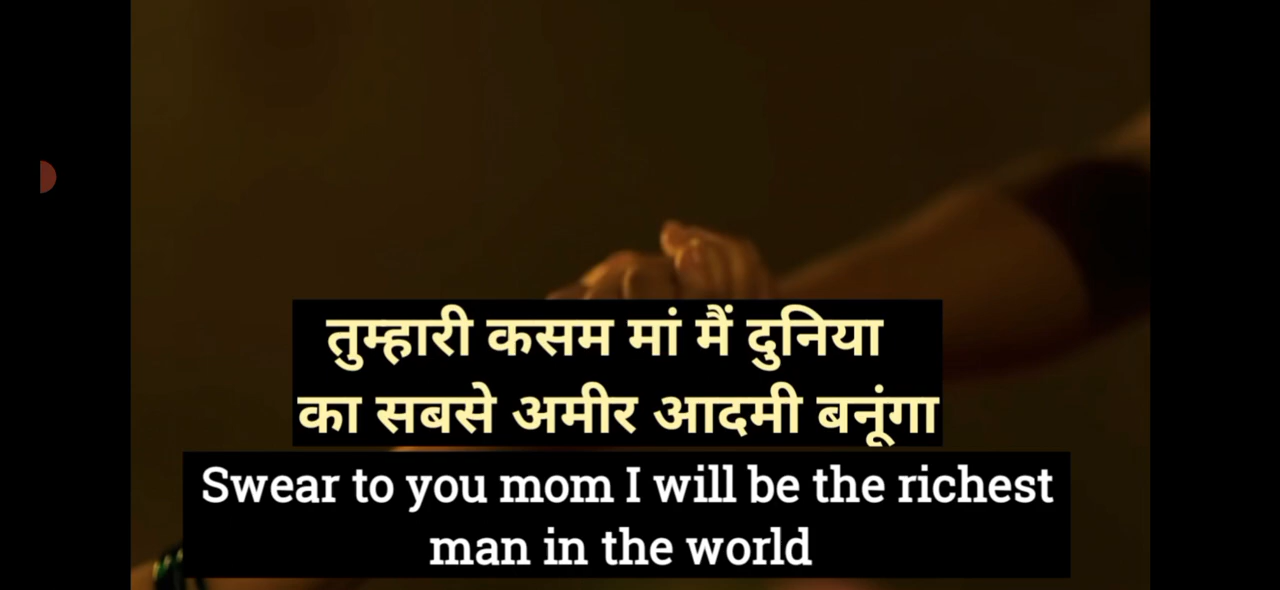 तुम्हारी कसम मां मैं दुनिया
का सबसे अमीर आदमी बनूंगा
Swear to you mom I will be the richest
man in the world